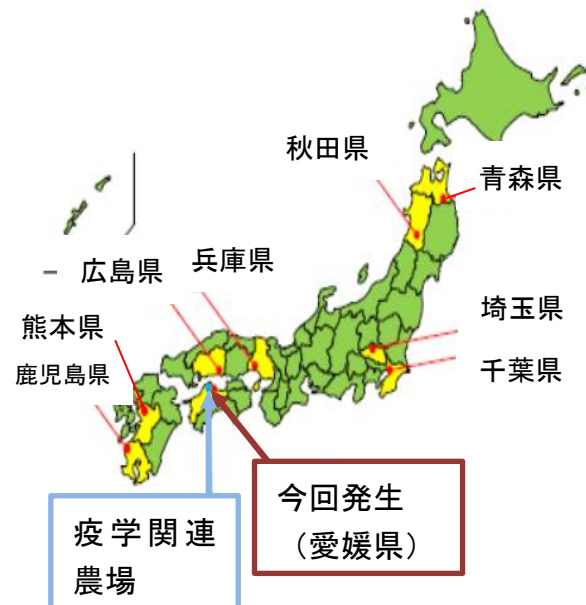 秋田県
青森県
兵庫県
広島県
埼玉県
熊本県
千葉県
鹿児島県
今回発生
（愛媛県）
疫学関連
農場